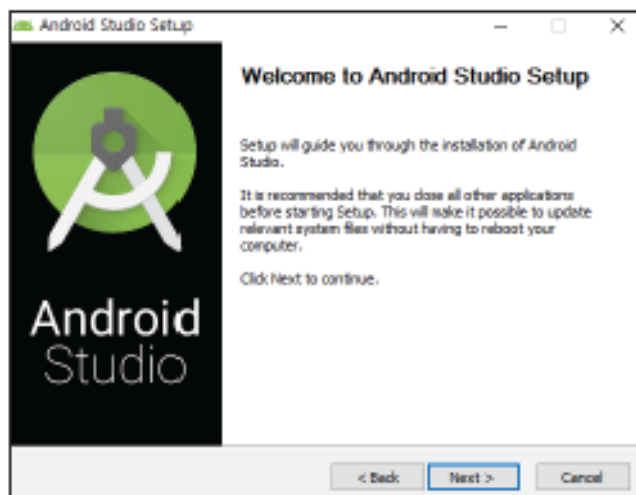 Android Studio Setup
Welcome to Android Studio Setup
Setup will guide you through the installation of Android
Studio.
It is recommended that you close all other applications
before starting Setup. This will make it possible to update
relevant system files without having to reboot your
computer.
Click Next to continue.
Android
Studio
< Back
Next >
Cancel